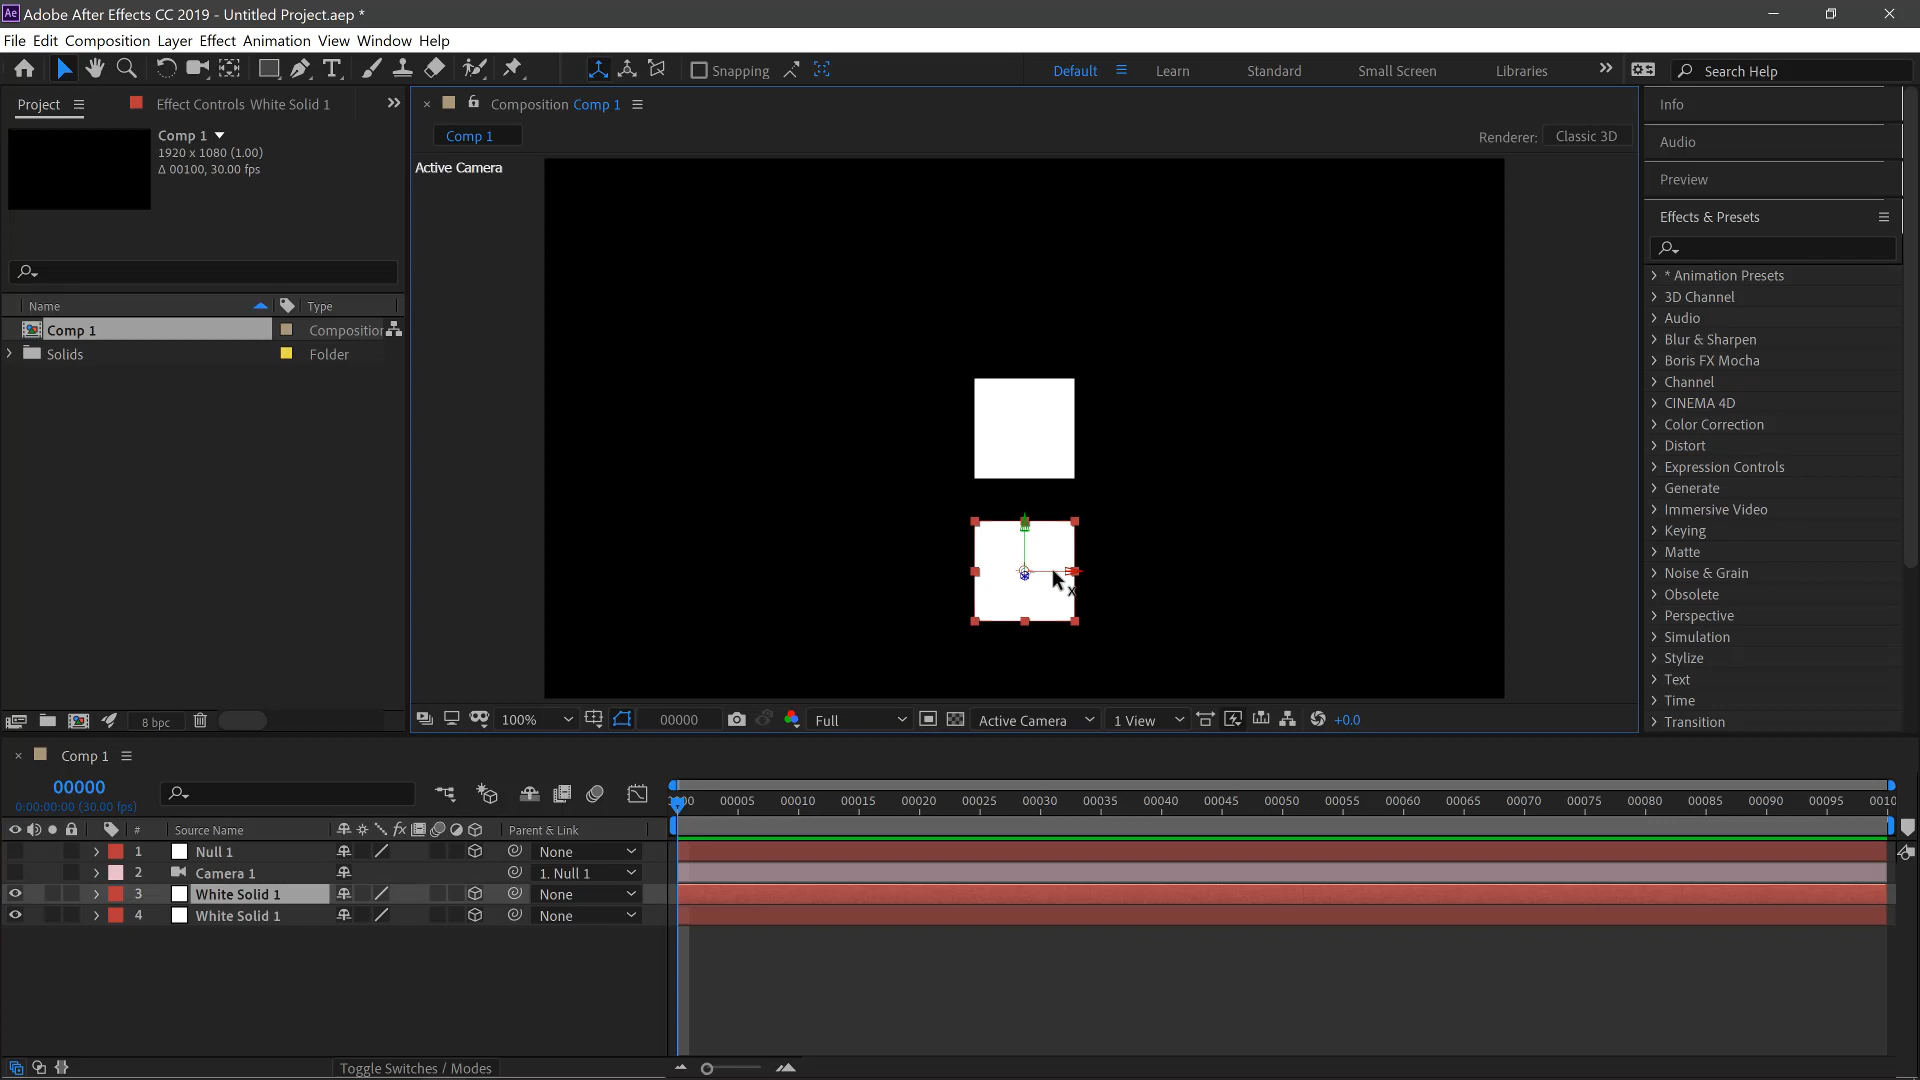 Ae Adobe After Effects CC 2019 - Untitled Project.aep *
File Edit Composition Layer Effect Animation View Window Help
Snapping
Default
Learn
Standard
Small Screen
Libraries
Search Help
Project
Effect Controls White Solid 1
Comp 1
1920 x 1080 (1.00)
Δ 00100, 30.00 fps
Name
Type
Comp 1
Composition
Solids
Folder
8 bpc
Composition Comp 1
Comp 1
Renderer:
Classic 3D
Active Camera
X
100%
00000
Full
Active Camera
1 View
+0.0
Info
Audio
Preview
Effects & Presets
* Animation Presets
3D Channel
Audio
Blur & Sharpen
Boris FX Mocha
Channel
CINEMA 4D
Color Correction
Distort
Expression Controls
Generate
Immersive Video
Keying
Matte
Noise & Grain
Obsolete
Perspective
Simulation
Stylize
Text
Time
Transition
Comp 1
00000
0:00:00:00 (30.00 fps)
00005 00010 00015 00020 00025 00030 00035 00040 00045 00050 00055 00060 00065 00070 00075 00080 00085 00090 00095
# Source Name fx Parent & Link
1 Null 1 None
2 Camera 1 1. Null 1
3 White Solid 1 None
4 White Solid 1 None
Toggle Switches / Modes